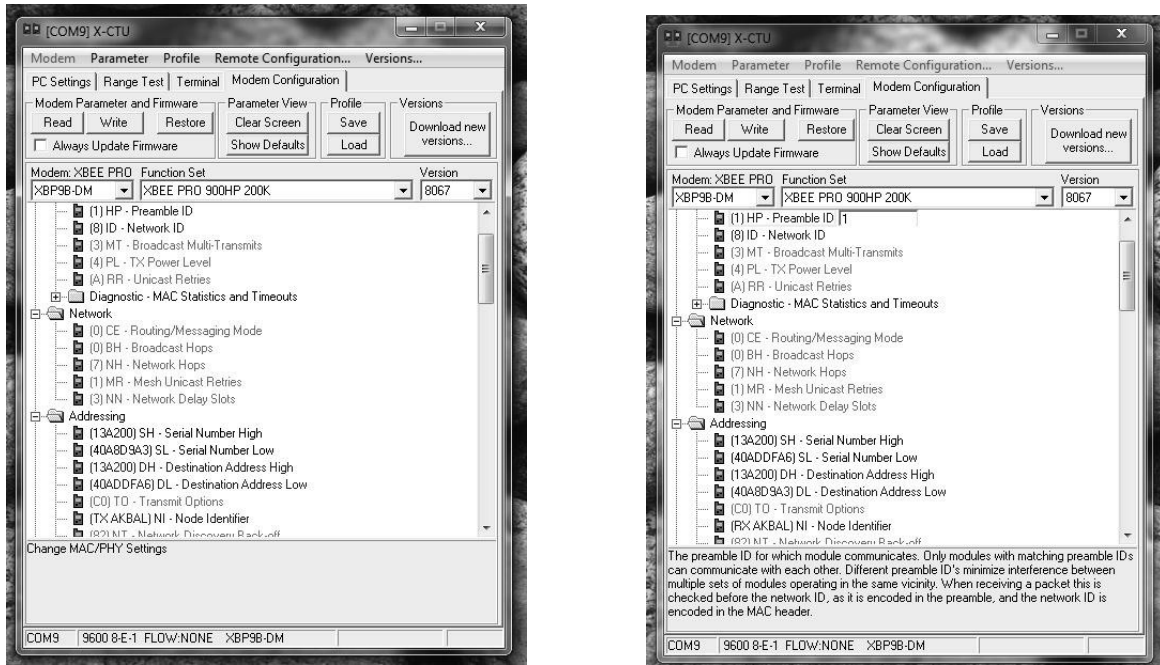 [COM9] X-CTU
Modem Parameter Profile Remote Configuration... Versions...
PC Settings Range Test Terminal Modem Configuration
Modem Parameter and Firmware Parameter View Profile Versions
Read Write Restore Clear Screen Save Download new versions...
Always Update Firmware Show Defaults Load
Modem: XBEE PRO Function Set Version
XBP9B-DM XBEE PRO 900HP 200K 8067
(1) HP - Preamble ID
(8) ID - Network ID
(3) MT - Broadcast Multi-Transmits
(4) PL - TX Power Level
(A) RR - Unicast Retries
Diagnostic - MAC Statistics and Timeouts
Network
(0) CE - Routing/Messaging Mode
(0) BH - Broadcast Hops
(7) NH - Network Hops
(1) MR - Mesh Unicast Retries
(3) NN - Network Delay Slots
Addressing
(13A200) SH - Serial Number High
(40A8D9A3) SL - Serial Number Low
(13A200) DH - Destination Address High
(40ADDFA6) DL - Destination Address Low
(C0) TO - Transmit Options
(TX AKBAL) NI - Node Identifier
(82) NT - Network Discovery Back-off
Change MAC/PHY Settings
COM9 9600 8-E-1 FLOW:NONE XBP9B-DM
[COM9] X-CTU
Modem Parameter Profile Remote Configuration... Versions...
PC Settings Range Test Terminal Modem Configuration
Modem Parameter and Firmware Parameter View Profile Versions
Read Write Restore Clear Screen Save Download new versions...
Always Update Firmware Show Defaults Load
Modem: XBEE PRO Function Set Version
XBP9B-DM XBEE PRO 900HP 200K 8067
(1) HP - Preamble ID 1
(8) ID - Network ID
(3) MT - Broadcast Multi-Transmits
(4) PL - TX Power Level
(A) RR - Unicast Retries
Diagnostic - MAC Statistics and Timeouts
Network
(0) CE - Routing/Messaging Mode
(0) BH - Broadcast Hops
(7) NH - Network Hops
(1) MR - Mesh Unicast Retries
(3) NN - Network Delay Slots
Addressing
(13A200) SH - Serial Number High
(40ADDFA6) SL - Serial Number Low
(13A200) DH - Destination Address High
(40A8D9A3) DL - Destination Address Low
(C0) TO - Transmit Options
(RX AKBAL) NI - Node Identifier
(82) NT - Network Discovery Back-off
The preamble ID for which module communicates. Only modules with matching preamble IDs
can communicate with each other. Different preamble ID's minimize interference between
multiple sets of modules operating in the same vicinity. When receiving a packet this is
checked before the network ID, as it is encoded in the preamble, and the network ID is
encoded in the MAC header.
COM9 9600 8-E-1 FLOW:NONE XBP9B-DM